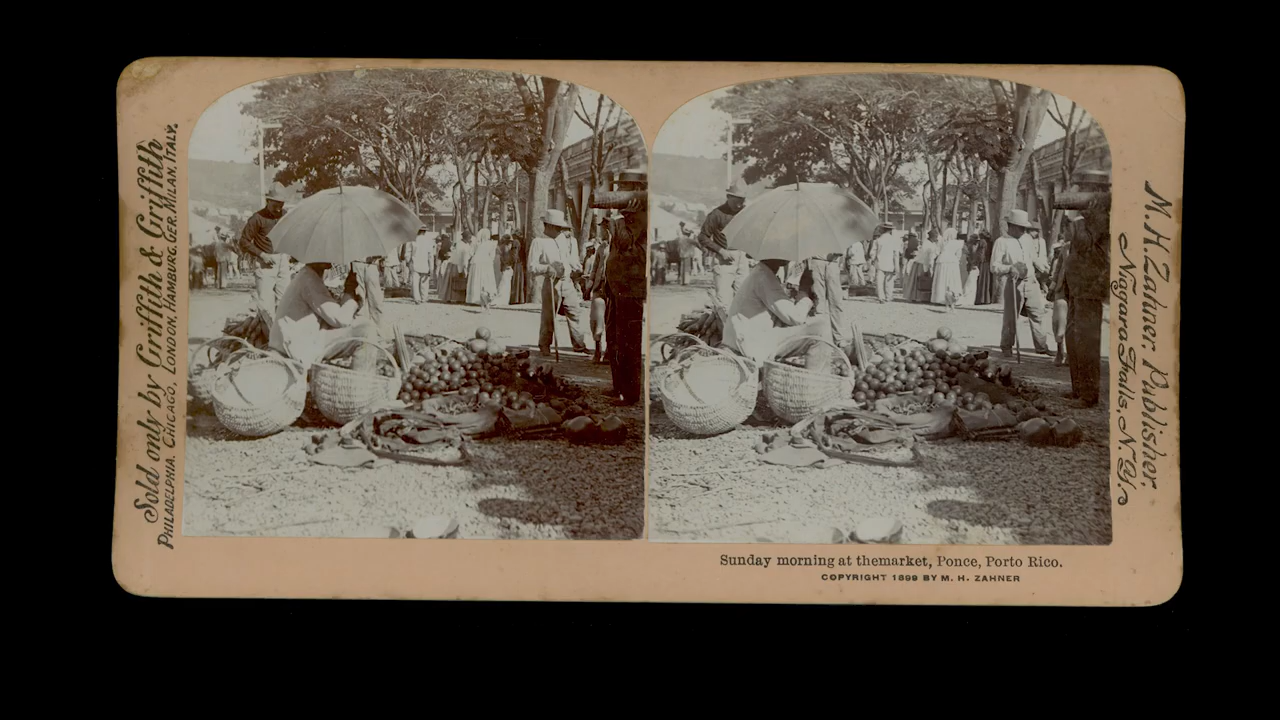 Sold only by Griffith & Griffith
PHILADELPHIA, CHICAGO, LONDON, HAMBURG, GER. MILAN, ITALY.
M. H. Zahner Publisher,
Niagara Falls, N.Y.
Sunday morning at themarket, Ponce, Porto Rico.
COPYRIGHT 1899 BY M. H. ZAHNER